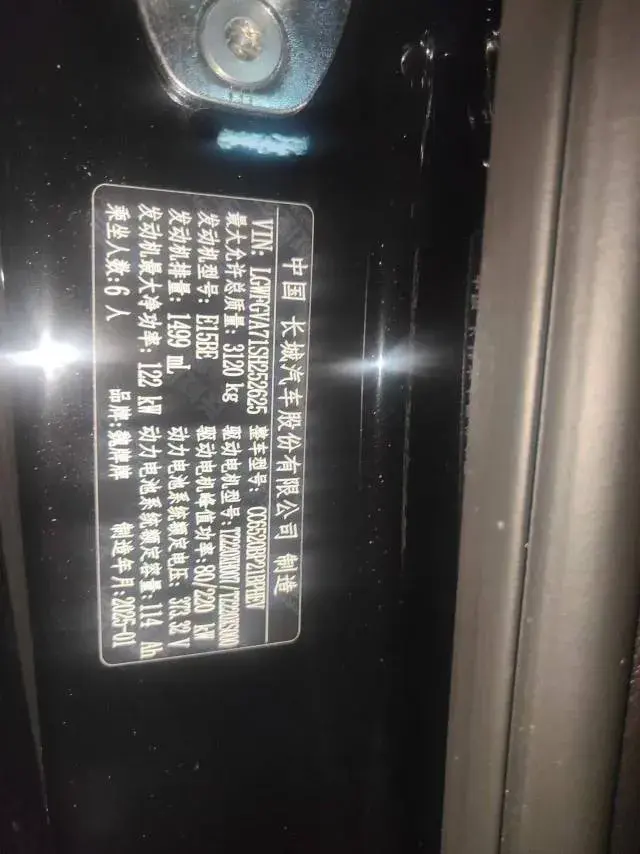 中国 长城汽车股份有限公司 制造
VIN: LGWFGVA71SH252625 整车型号: CC6520BP21BPHEV
最大允许总质量: 3120 kg 驱动电机型号:
发动机型号: E15BE 驱动电机峰值功率: 80/220 kW
发动机排量: 1499 ml 动力电池系统额定电压: 373.32 V
发动机最大净功率: 122 kW 动力电池系统额定容量: 114 Ah
乘坐人数: 6 人 品牌: 魏牌牌 制造年月: 2025-01